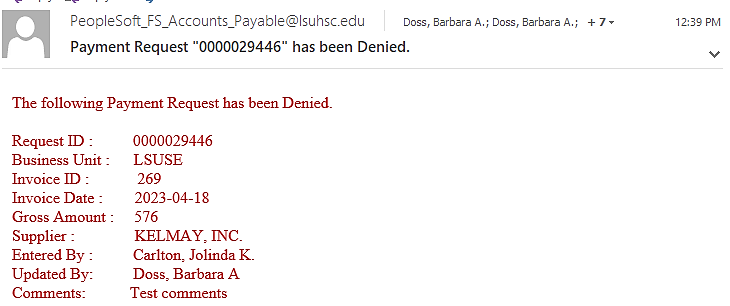 PeopleSoft_FS_Accounts_Payable@lsuhsc.edu Doss, Barbara A.; Doss, Barbara A.; + 7 12:39 PM
Payment Request "0000029446" has been Denied.
The following Payment Request has been Denied.
Request ID : 0000029446
Business Unit : LSUSE
Invoice ID : 269
Invoice Date : 2023-04-18
Gross Amount : 576
Supplier : KELMAY, INC.
Entered By : Carlton, Jolinda K.
Updated By: Doss, Barbara A
Comments: Test comments